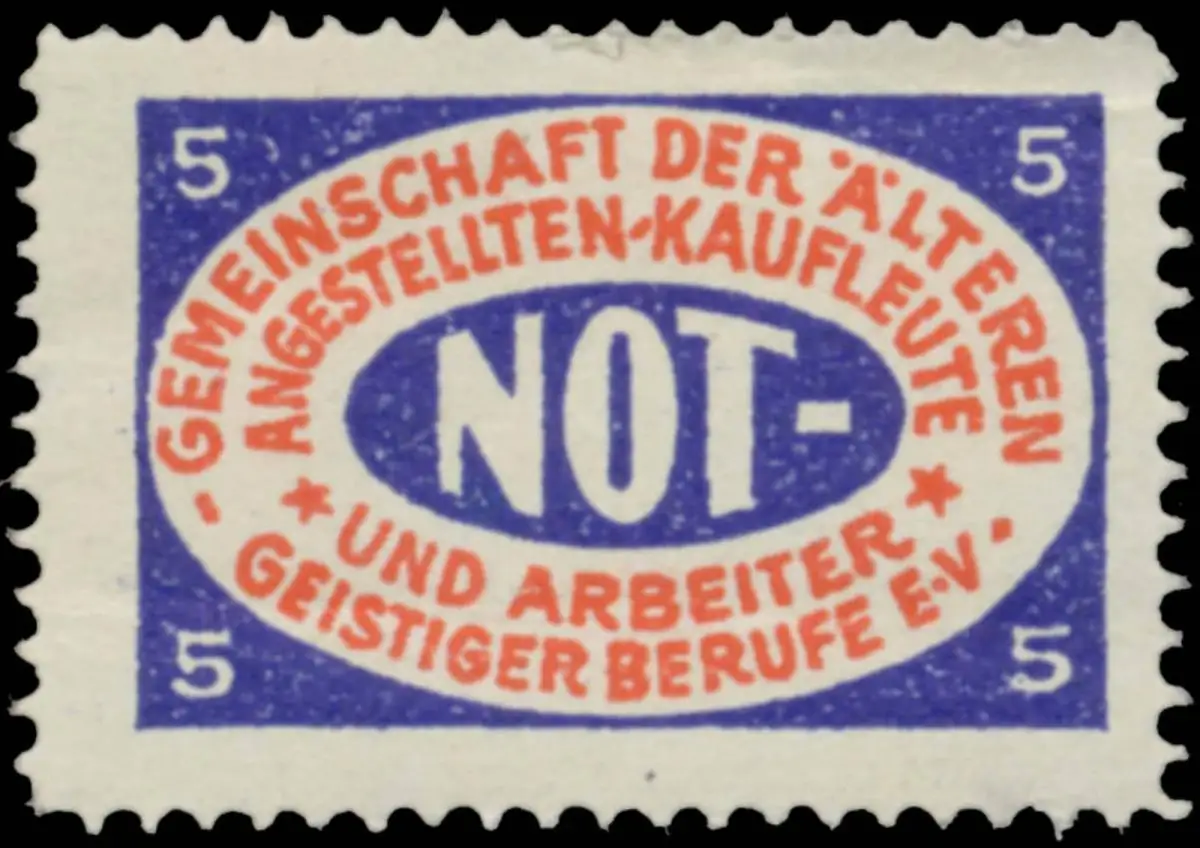 5 5
- GEMEINSCHAFT DER ÄLTEREN
ANGESTELLTEN-KAUFLEUTE
NOT-
★ UND ARBEITER ★
GEISTIGER BERUFE E·V -
5 5